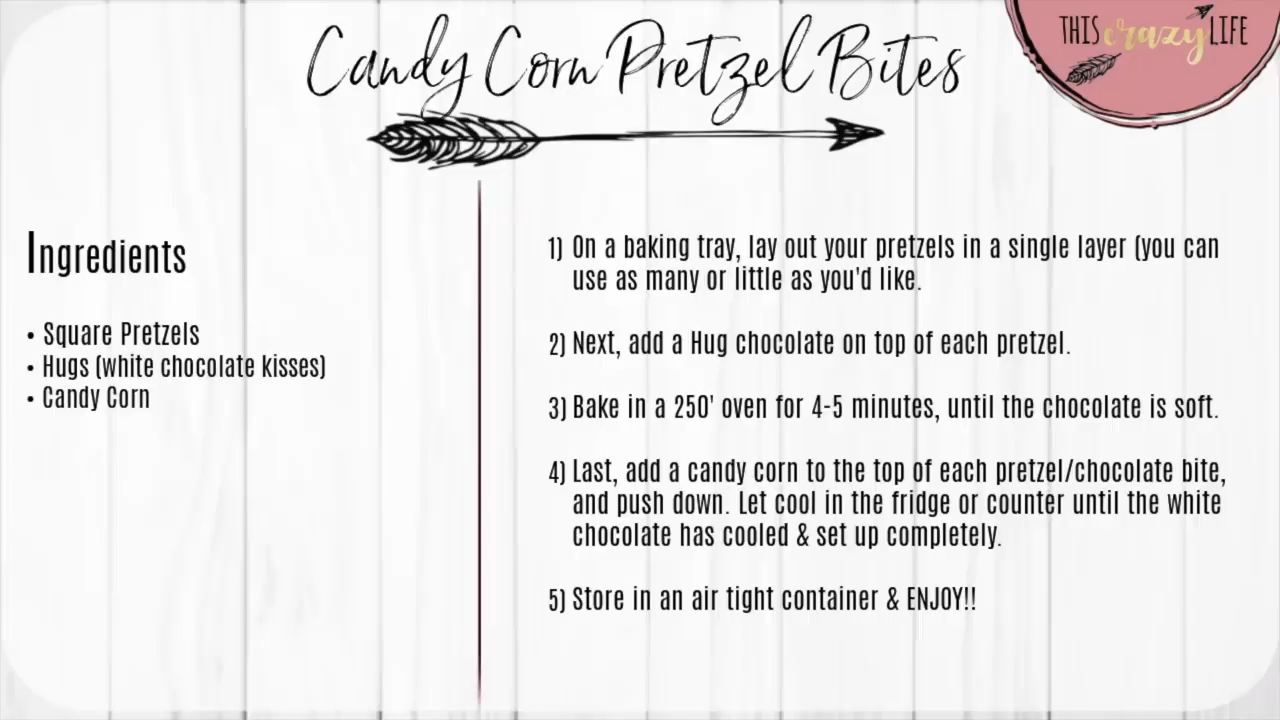 Candy Corn Pretzel Bites
THIS crazy LIFE
Ingredients
• Square Pretzels
• Hugs (white chocolate kisses)
• Candy Corn
1) On a baking tray, lay out your pretzels in a single layer (you can
use as many or little as you'd like.
2) Next, add a Hug chocolate on top of each pretzel.
3) Bake in a 250' oven for 4-5 minutes, until the chocolate is soft.
4) Last, add a candy corn to the top of each pretzel/chocolate bite,
and push down. Let cool in the fridge or counter until the white
chocolate has cooled & set up completely.
5) Store in an air tight container & ENJOY!!